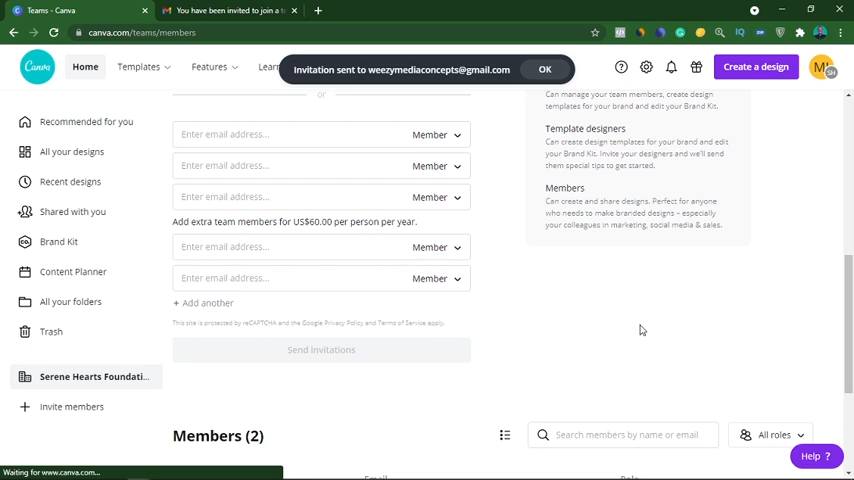 Teams - Canva
You have been invited to join a t
canva.com/teams/members
Canva
Home
Templates
Features
Lear
Invitation sent to weezymediaconcepts@gmail.com
OK
Create a design
SH
or
Recommended for you
All your designs
Recent designs
Shared with you
Brand Kit
Content Planner
All your folders
Trash
Serene Hearts Foundati...
Invite members
Enter email address...
Member
Enter email address...
Member
Enter email address...
Member
Add extra team members for US$60.00 per person per year.
Enter email address...
Member
Enter email address...
Member
+ Add another
This site is protected by reCAPTCHA and the Google Privacy Policy and Terms of Service apply.
Send invitations
Can manage your team members, create design
templates for your brand and edit your Brand Kit.
Template designers
Can create design templates for your brand and edit
your Brand Kit. Invite your designers and we'll send
them special tips to get started.
Members
Can create and share designs. Perfect for anyone
who needs to make branded designs – especially
your colleagues in marketing, social media & sales.
Members (2)
Search members by name or email
All roles
Help ?
Email
Role
Waiting for www.canva.com...